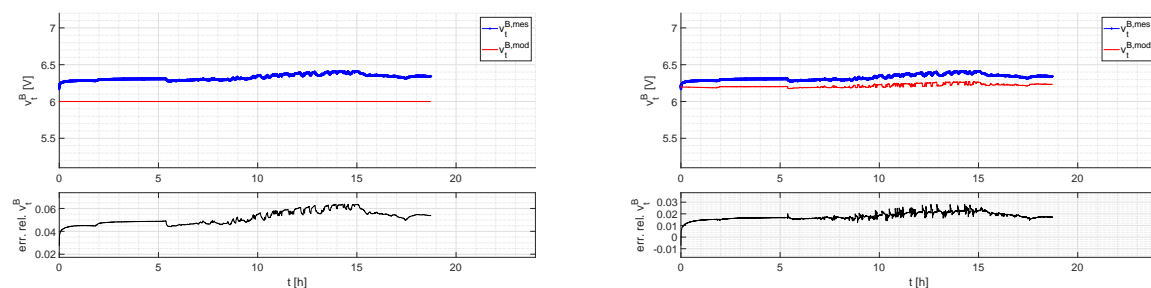 7
6.5
6
5.5
v_t^B [V]
v_t^{B,mes}
v_t^{B,mod}
0 5 10 15 20
0.06
0.04
0.02
err. rel. v_t^B
0 5 10 15 20
t [h]
7
6.5
6
5.5
v_t^B [V]
v_t^{B,mes}
v_t^{B,mod}
0 5 10 15 20
0.03
0.02
0.01
0
-0.01
err. rel. v_t^B
0 5 10 15 20
t [h]